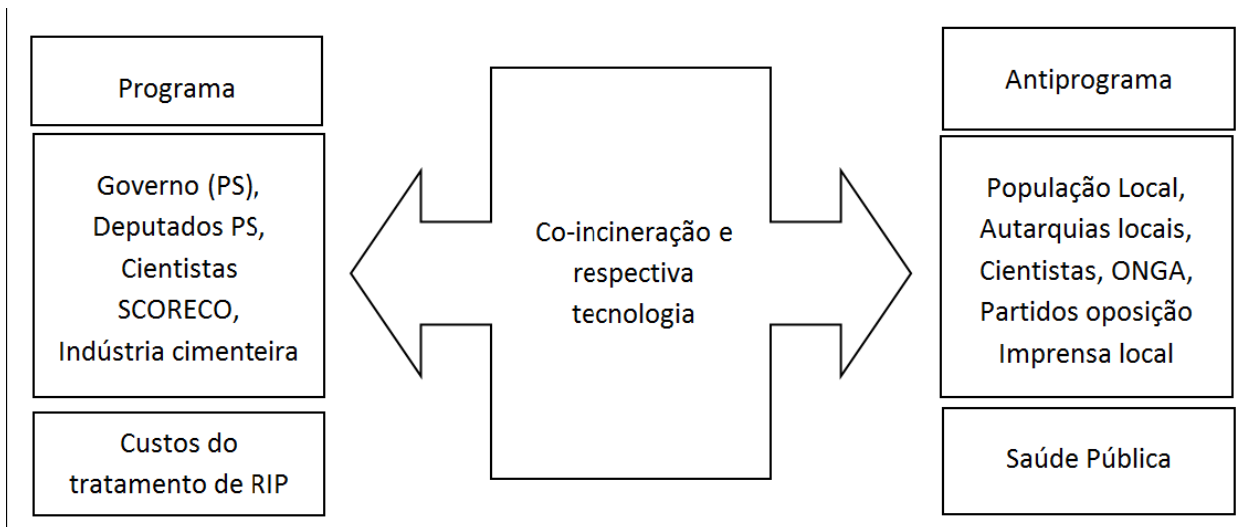 Programa
Governo (PS),
Deputados PS,
Cientistas
SCORECO,
Indústria cimenteira
Custos do
tratamento de RIP
Co-incineração e
respectiva
tecnologia
Antiprograma
População Local,
Autarquias locais,
Cientistas, ONGA,
Partidos oposição
Imprensa local
Saúde Pública